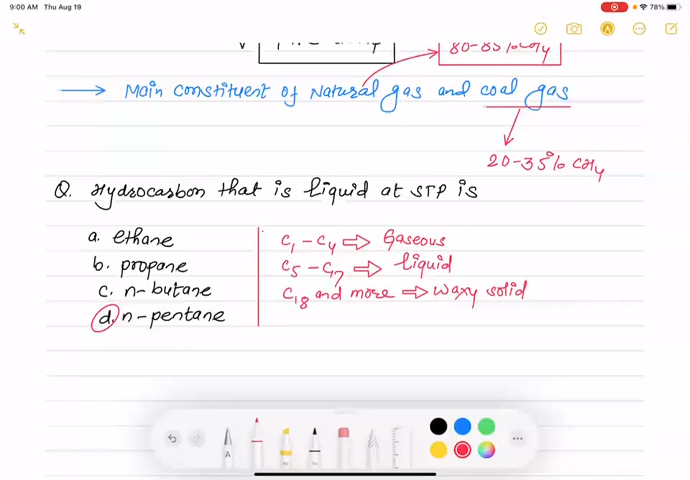 9:00 AM Thu Aug 19
78%
80-85% CH4
→ Main constituent of Natural gas and coal gas
20-35% CH4
Q. Hydrocarbon that is liquid at STP is
a. ethane
b. propane
c. n-butane
d. n-pentane
C1 - C4 ⇒ Gaseous
C5 - C17 ⇒ liquid
C18 and more ⇒ waxy solid
A